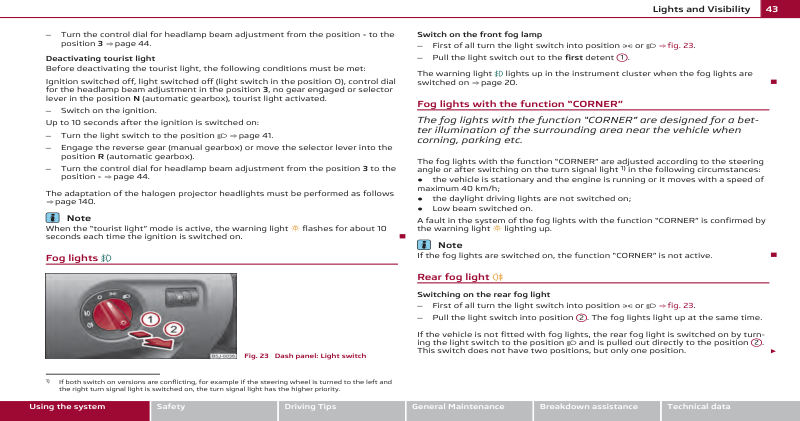 Lights and Visibility 43
– Turn the control dial for headlamp beam adjustment from the position - to the
position 3 ⇒ page 44.
Deactivating tourist light
Before deactivating the tourist light, the following conditions must be met:
Ignition switched off, light switched off (light switch in the position O), control dial
for the headlamp beam adjustment in the position 3, no gear engaged or selector
lever in the position N (automatic gearbox), tourist light activated.
– Switch on the ignition.
Up to 10 seconds after the ignition is switched on:
– Turn the light switch to the position ⇒ page 41.
– Engage the reverse gear (manual gearbox) or move the selector lever into the
position R (automatic gearbox).
– Turn the control dial for headlamp beam adjustment from the position 3 to the
position - ⇒ page 44.
The adaptation of the halogen projector headlights must be performed as follows
⇒ page 140.
i Note
When the "tourist light" mode is active, the warning light flashes for about 10
seconds each time the ignition is switched on.
Fog lights
1
2
Fig. 23 Dash panel: Light switch
1) If both switch on versions are conflicting, for example if the steering wheel is turned to the left and
the right turn signal light is switched on, the turn signal light has the higher priority.
Switch on the front fog lamp
– First of all turn the light switch into position or ⇒ fig. 23.
– Pull the light switch out to the first detent 1.
The warning light lights up in the instrument cluster when the fog lights are
switched on ⇒ page 20.
Fog lights with the function "CORNER"
The fog lights with the function "CORNER" are designed for a bet-
ter illumination of the surrounding area near the vehicle when
corning, parking etc.
The fog lights with the function "CORNER" are adjusted according to the steering
angle or after switching on the turn signal light 1) in the following circumstances:
● the vehicle is stationary and the engine is running or it moves with a speed of
maximum 40 km/h;
● the daylight driving lights are not switched on;
● Low beam switched on.
A fault in the system of the fog lights with the function "CORNER" is confirmed by
the warning light lighting up.
i Note
If the fog lights are switched on, the function "CORNER" is not active.
Rear fog light
Switching on the rear fog light
– First of all turn the light switch into position or ⇒ fig. 23.
– Pull the light switch into position 2. The fog lights light up at the same time.
If the vehicle is not fitted with fog lights, the rear fog light is switched on by turn-
ing the light switch to the position and is pulled out directly to the position 2.
This switch does not have two positions, but only one position.
Using the system Safety Driving Tips General Maintenance Breakdown assistance Technical data